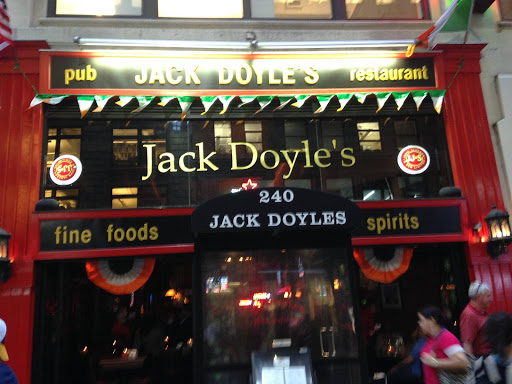 pub JACK DOYLE'S restaurant
Jack Doyle's
240
JACK DOYLES
fine foods spirits